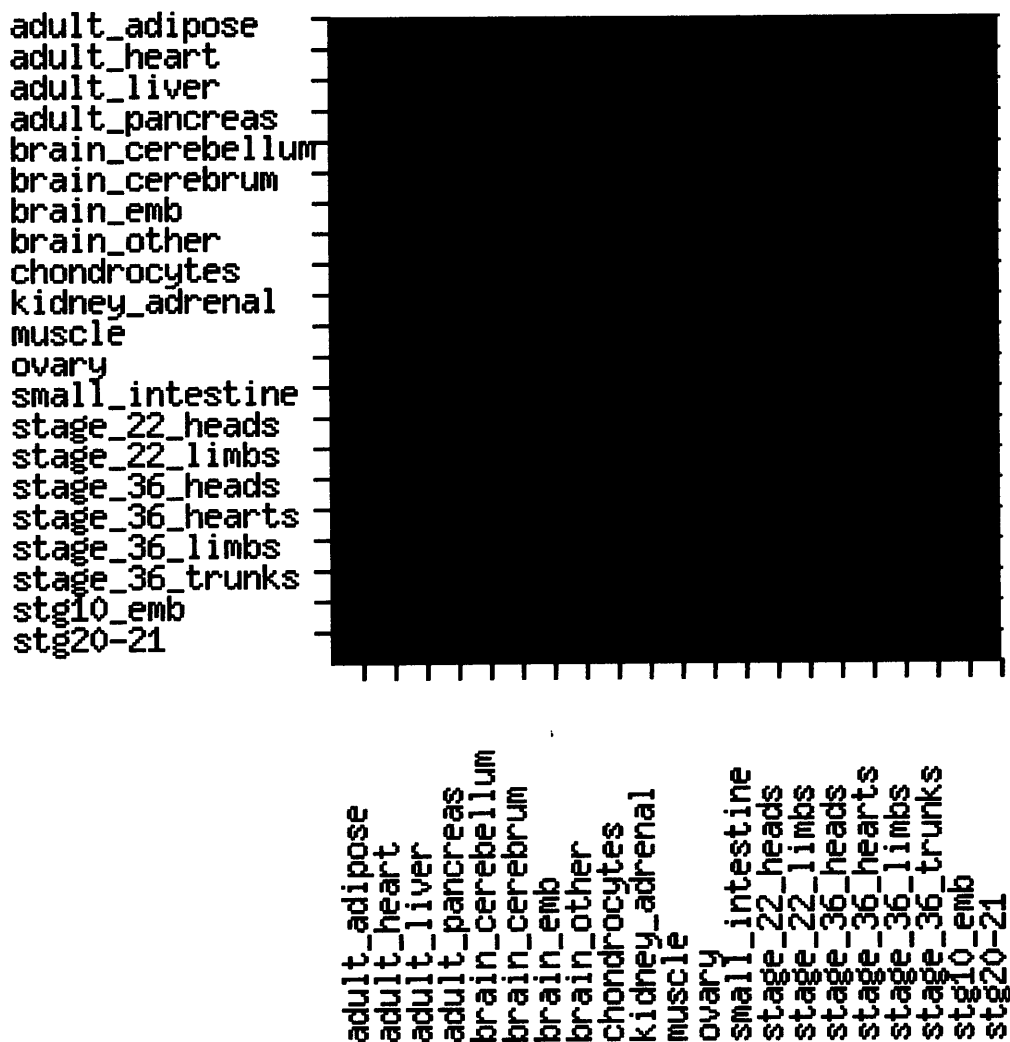 adult_adipose
adult_heart
adult_liver
adult_pancreas
brain_cerebellum
brain_cerebrum
brain_emb
brain_other
chondrocytes
kidney_adrenal
muscle
ovary
small_intestine
stage_22_heads
stage_22_limbs
stage_36_heads
stage_36_hearts
stage_36_limbs
stage_36_trunks
stg10_emb
stg20-21
adult_adipose
adult_heart
adult_liver
adult_pancreas
brain_cerebellum
brain_cerebrum
brain_emb
brain_other
chondrocytes
kidney_adrenal
muscle
ovary
small_intestine
stage_22_heads
stage_22_limbs
stage_36_heads
stage_36_hearts
stage_36_limbs
stage_36_trunks
stg10_emb
stg20-21